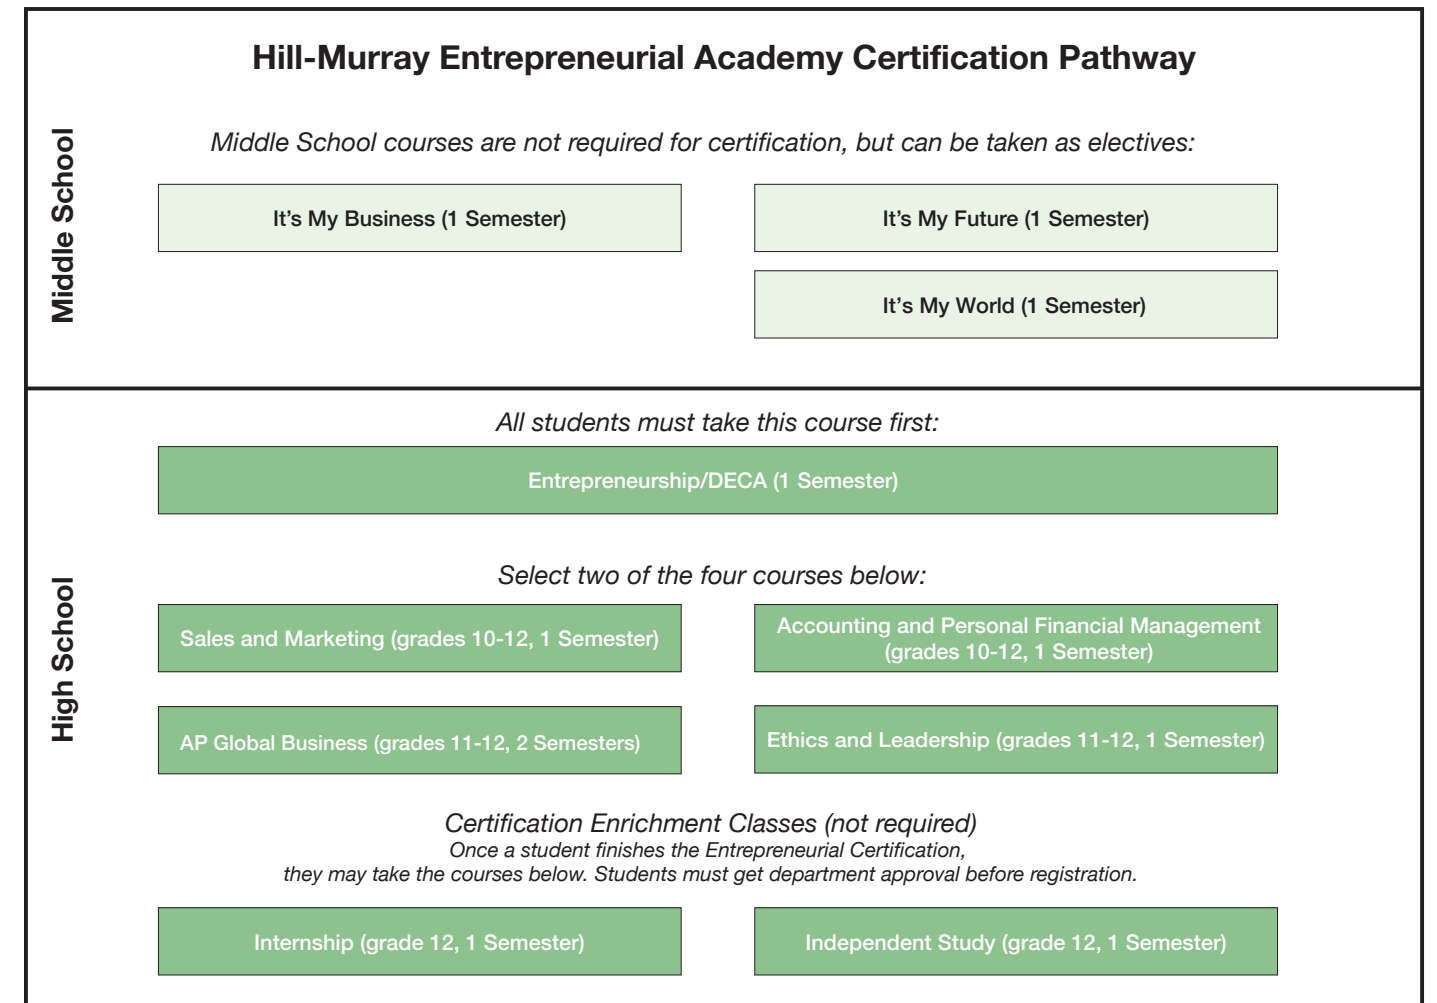 Hill-Murray Entrepreneurial Academy Certification Pathway
Middle School
Middle School courses are not required for certification, but can be taken as electives:
It’s My Business (1 Semester)
It’s My Future (1 Semester)
It’s My World (1 Semester)
High School
All students must take this course first:
Entrepreneurship/DECA (1 Semester)
Select two of the four courses below:
Sales and Marketing (grades 10-12, 1 Semester)
Accounting and Personal Financial Management
(grades 10-12, 1 Semester)
AP Global Business (grades 11-12, 2 Semesters)
Ethics and Leadership (grades 11-12, 1 Semester)
Certification Enrichment Classes (not required)
Once a student finishes the Entrepreneurial Certification,
they may take the courses below. Students must get department approval before registration.
Internship (grade 12, 1 Semester)
Independent Study (grade 12, 1 Semester)